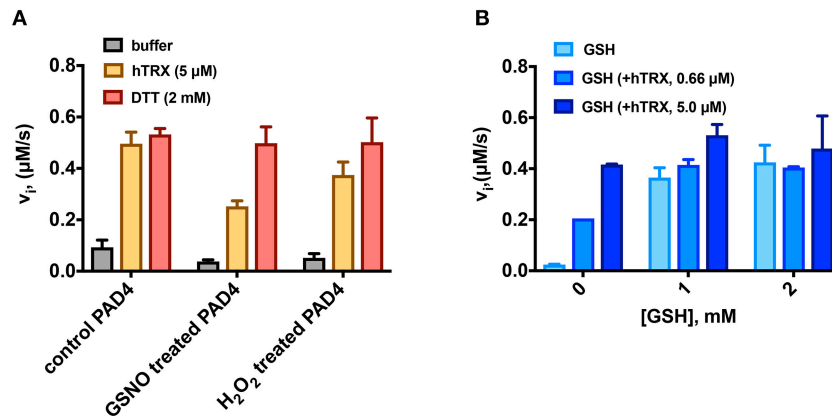 A
buffer
hTRX (5 µM)
DTT (2 mM)
0.8
0.6
0.4
0.2
0.0
vi, (µM/s)
control PAD4
GSNO treated PAD4
H2O2 treated PAD4
B
GSH
GSH (+hTRX, 0.66 µM)
GSH (+hTRX, 5.0 µM)
0.8
0.6
0.4
0.2
0.0
vi,(µM/s)
0
1
2
[GSH], mM